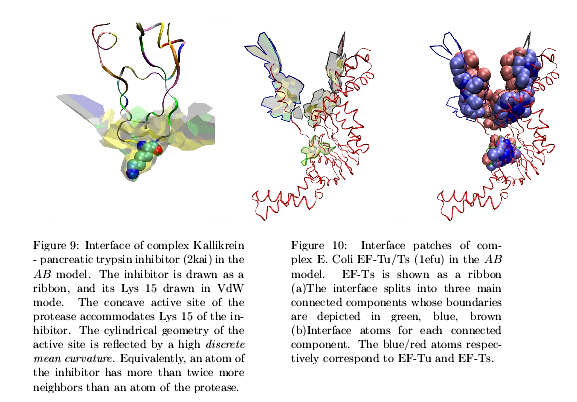 Figure 9: Interface of complex Kallikrein
- pancreatic trypsin inhibitor (2kai) in the
AB model. The inhibitor is drawn as a
ribbon, and its Lys 15 drawn in VdW
mode. The concave active site of the
protease accommodates Lys 15 of the in-
hibitor. The cylindrical geometry of the
active site is reflected by a high discrete
mean curvature. Equivalently, an atom of
the inhibitor has more than twice more
neighbors than an atom of the protease.
Figure 10: Interface patches of com-
plex E. Coli EF-Tu/Ts (1efu) in the AB
model. EF-Ts is shown as a ribbon
(a)The interface splits into three main
connected components whose boundaries
are depicted in green, blue, brown
(b)Interface atoms for each connected
component. The blue/red atoms respec-
tively correspond to EF-Tu and EF-Ts.